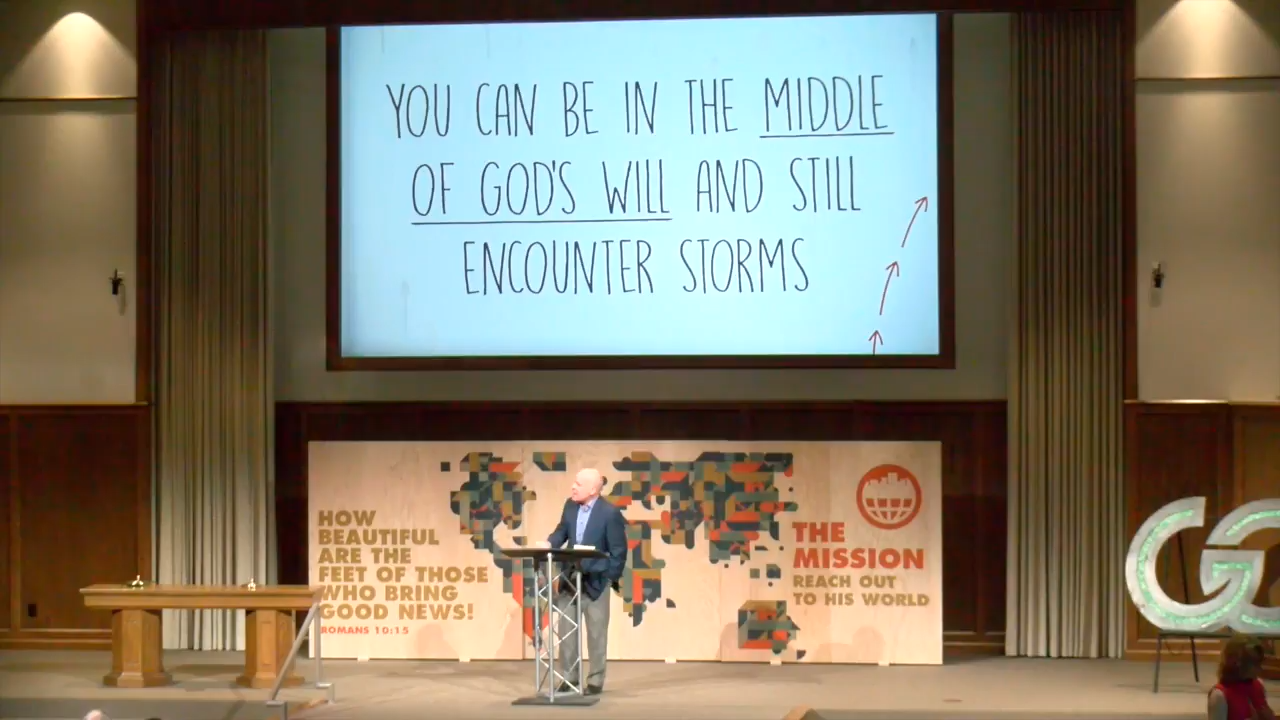 YOU CAN BE IN THE MIDDLE
OF GOD'S WILL AND STILL
ENCOUNTER STORMS
HOW
BEAUTIFUL
ARE THE
FEET OF THOSE
WHO BRING
GOOD NEWS!
ROMANS 10:15
THE
MISSION
REACH OUT
TO HIS WORLD